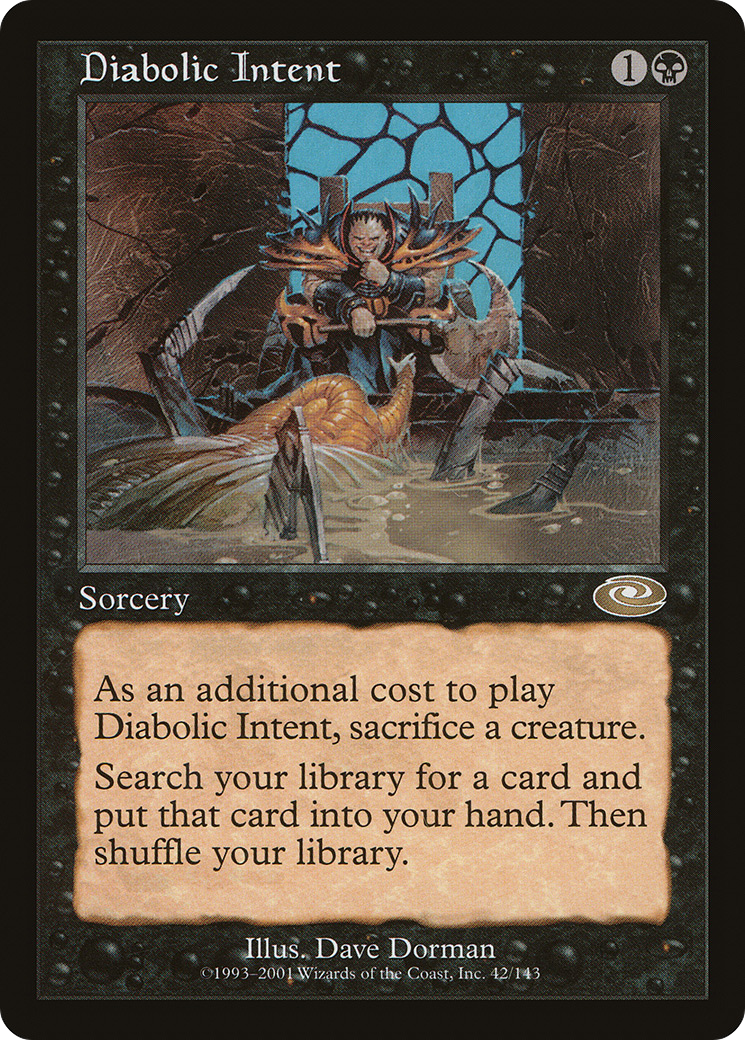 Diabolic Intent 1
Sorcery
As an additional cost to play
Diabolic Intent, sacrifice a creature.
Search your library for a card and
put that card into your hand. Then
shuffle your library.
Illus. Dave Dorman
©1993–2001 Wizards of the Coast, Inc. 42/143